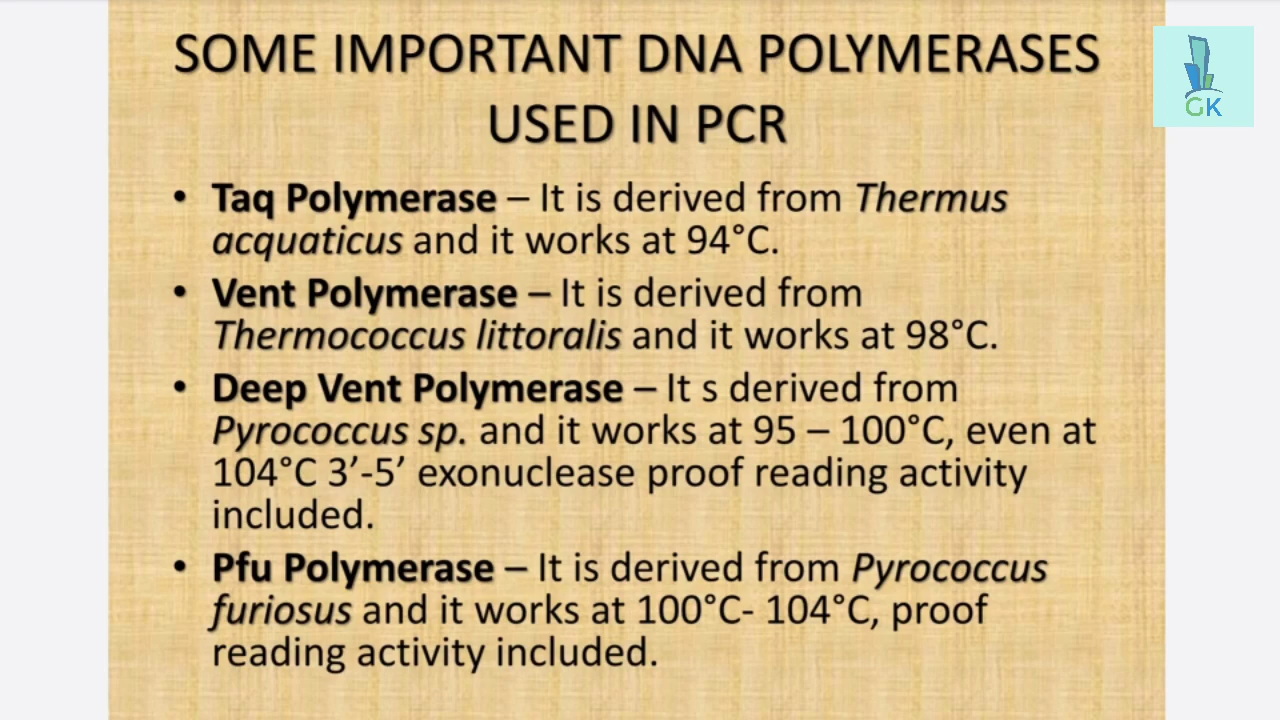 SOME IMPORTANT DNA POLYMERASES
USED IN PCR
GK
• Taq Polymerase – It is derived from Thermus
acquaticus and it works at 94°C.
• Vent Polymerase – It is derived from
Thermococcus littoralis and it works at 98°C.
• Deep Vent Polymerase – It s derived from
Pyrococcus sp. and it works at 95 – 100°C, even at
104°C 3’-5’ exonuclease proof reading activity
included.
• Pfu Polymerase – It is derived from Pyrococcus
furiosus and it works at 100°C- 104°C, proof
reading activity included.